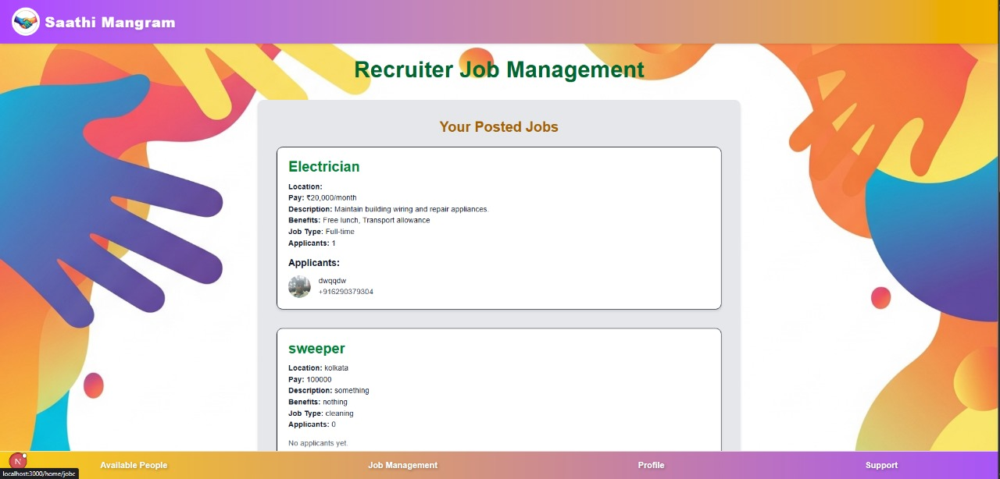 Saathi Mangram
Recruiter Job Management
Your Posted Jobs
Electrician
Location:
Pay: ₹20,000/month
Description: Maintain building wiring and repair appliances.
Benefits: Free lunch, Transport allowance
Job Type: Full-time
Applicants: 1
Applicants:
dwqqdw
+916290379304
sweeper
Location: kolkata
Pay: 100000
Description: something
Benefits: nothing
Job Type: cleaning
Applicants: 0
No applicants yet.
N
Available People
Job Management
Profile
Support
localhost:3000/home/jobc